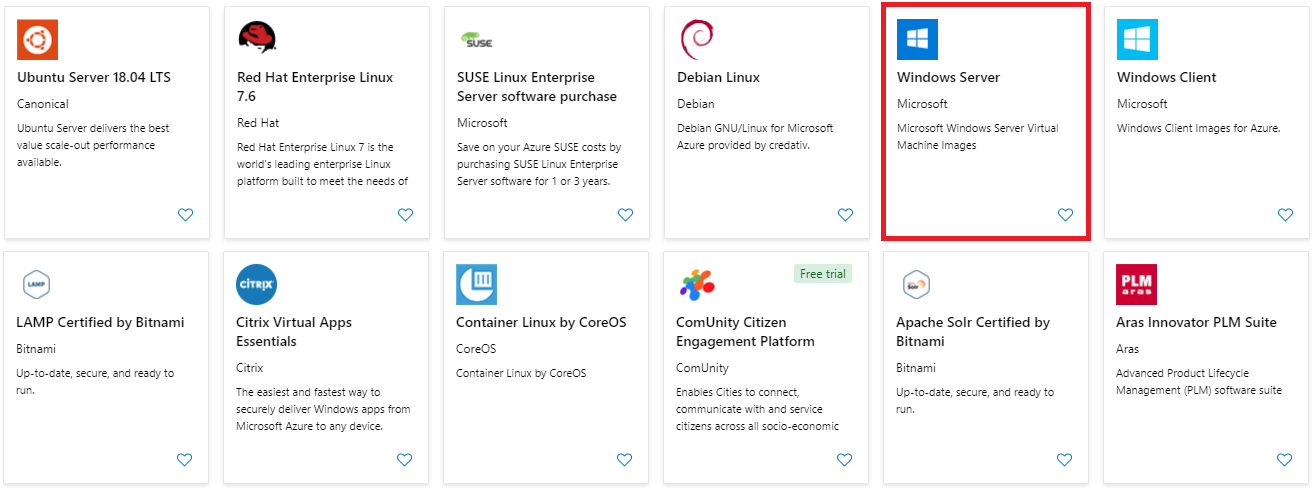 SUSE
Ubuntu Server 18.04 LTS
Canonical
Ubuntu Server delivers the best
value scale-out performance
available.
Red Hat Enterprise Linux
7.6
Red Hat
Red Hat Enterprise Linux 7 is the
world's leading enterprise Linux
platform built to meet the needs of
SUSE Linux Enterprise
Server software purchase
Microsoft
Save on your Azure SUSE costs by
purchasing SUSE Linux Enterprise
Server software for 1 or 3 years.
Debian Linux
Debian
Debian GNU/Linux for Microsoft
Azure provided by credativ.
Windows Server
Microsoft
Microsoft Windows Server Virtual
Machine Images
Windows Client
Microsoft
Windows Client Images for Azure.
LAMP
LAMP Certified by Bitnami
Bitnami
Up-to-date, secure, and ready to
run.
CITRIX
Citrix Virtual Apps
Essentials
Citrix
The easiest and fastest way to
securely deliver Windows apps from
Microsoft Azure to any device.
Container Linux by CoreOS
CoreOS
Container Linux by CoreOS
Free trial
ComUnity Citizen
Engagement Platform
ComUnity
Enables Cities to connect,
communicate with and service
citizens across all socio-economic
Solr
Apache Solr Certified by
Bitnami
Bitnami
Up-to-date, secure, and ready to
run.
PLM
aras
Aras Innovator PLM Suite
Aras
Advanced Product Lifecycle
Management (PLM) software suite